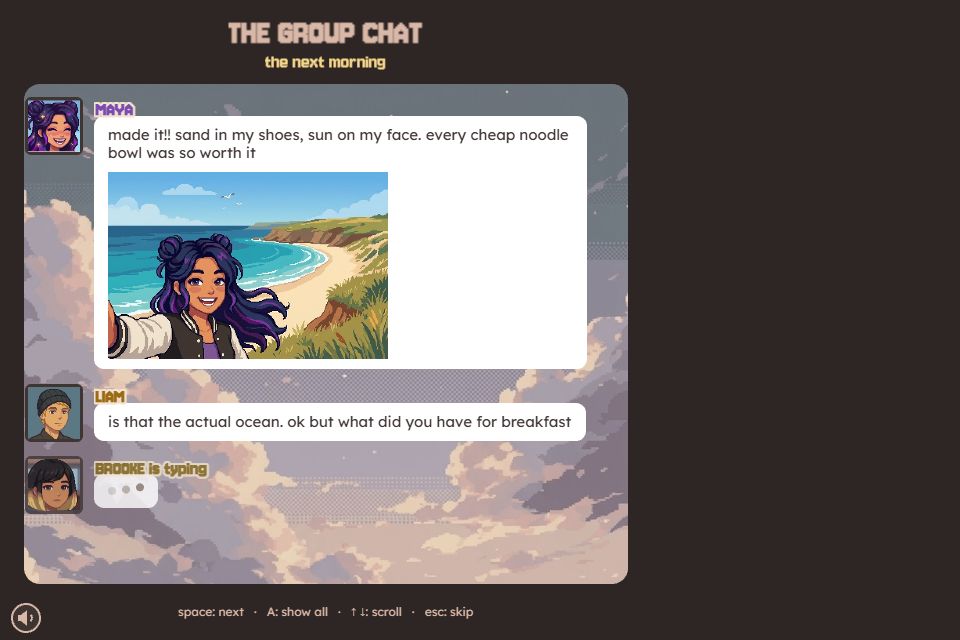 THE GROUP CHAT
the next morning
MAYA
made it!! sand in my shoes, sun on my face. every cheap noodle
bowl was so worth it
LIAM
is that the actual ocean. ok but what did you have for breakfast
BROOKE is typing
space: next · A: show all · ↑↓: scroll · esc: skip